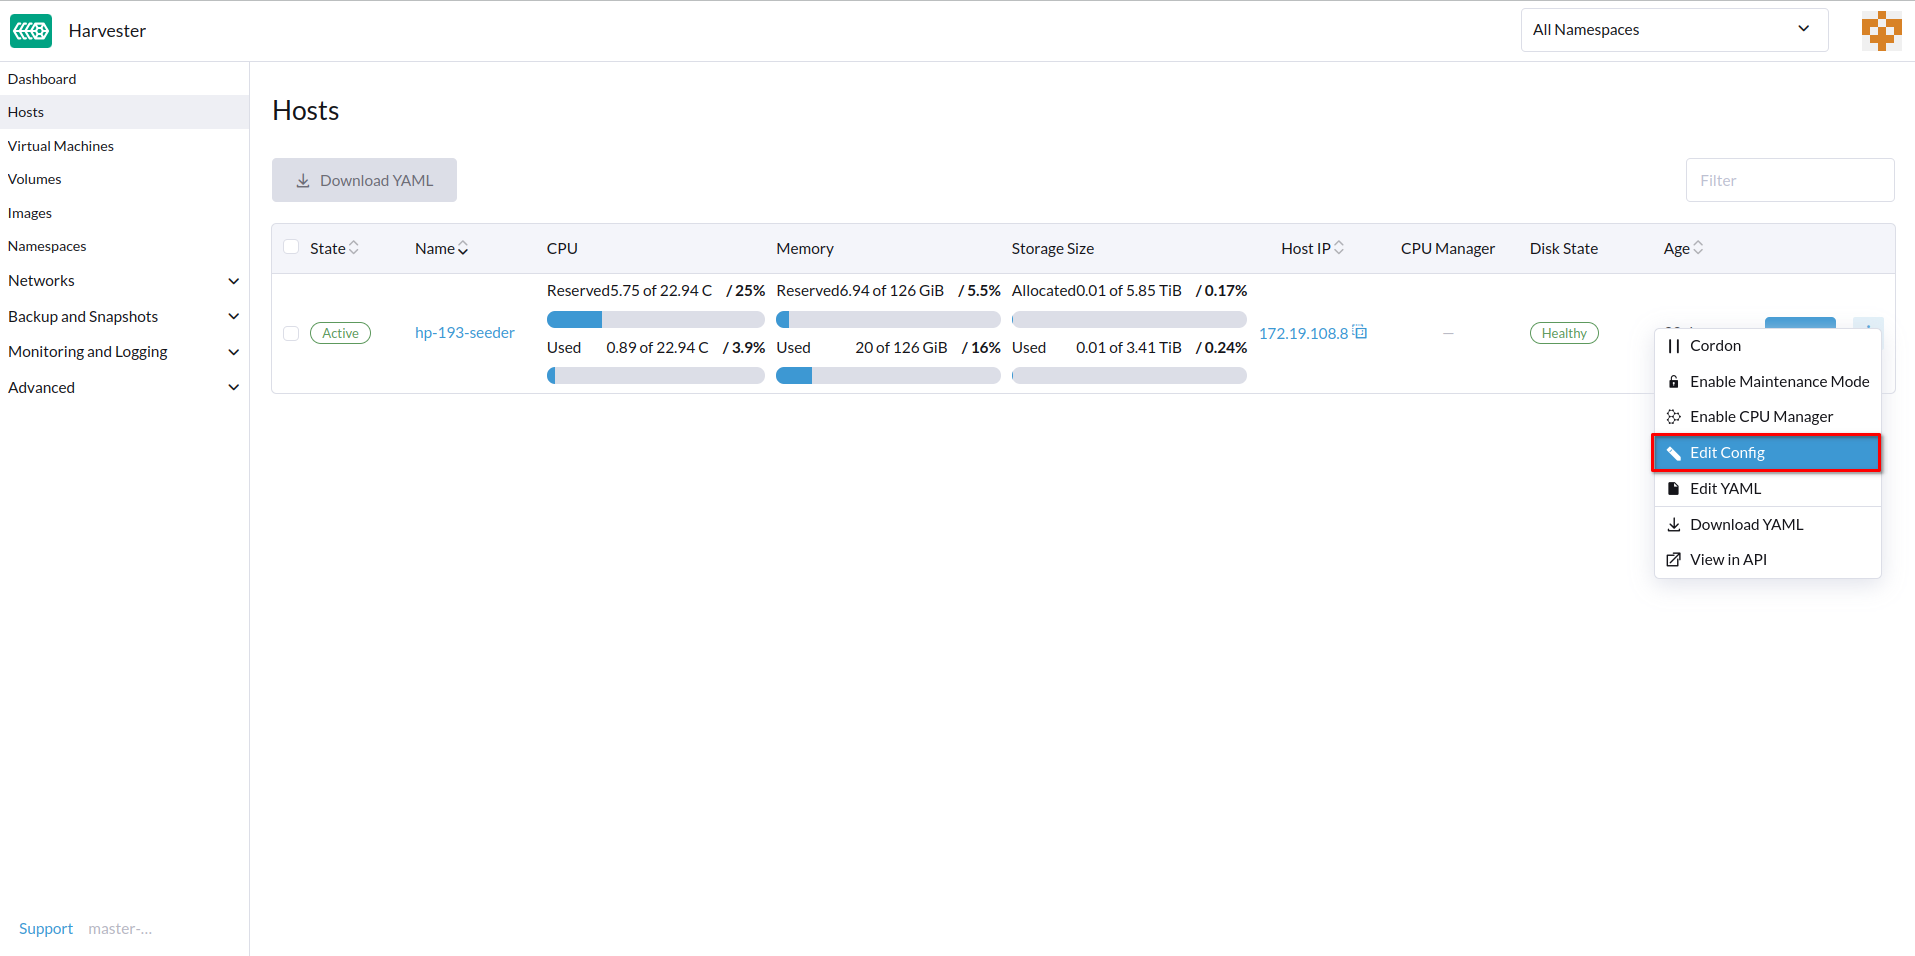 Harvester
All Namespaces
Dashboard
Hosts
Virtual Machines
Volumes
Images
Namespaces
Networks
Backup and Snapshots
Monitoring and Logging
Advanced
Support master-...
Hosts
Download YAML
Filter
State Name CPU Memory Storage Size Host IP CPU Manager Disk State Age
Reserved5.75 of 22.94 C / 25% Reserved6.94 of 126 GiB / 5.5% Allocated0.01 of 5.85 TiB / 0.17%
Active hp-193-seeder 172.19.108.8 — Healthy
Used 0.89 of 22.94 C / 3.9% Used 20 of 126 GiB / 16% Used 0.01 of 3.41 TiB / 0.24%
Cordon
Enable Maintenance Mode
Enable CPU Manager
Edit Config
Edit YAML
Download YAML
View in API